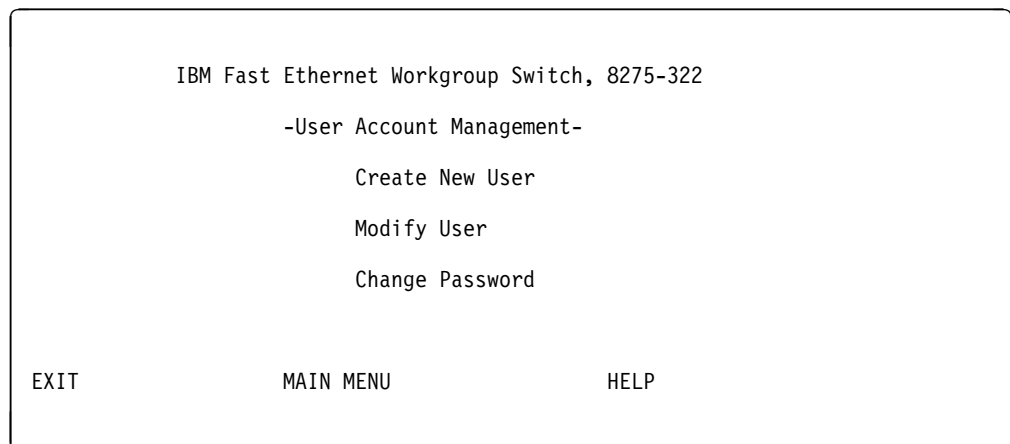 IBM Fast Ethernet Workgroup Switch, 8275-322
-User Account Management-
Create New User
Modify User
Change Password
EXIT MAIN MENU HELP